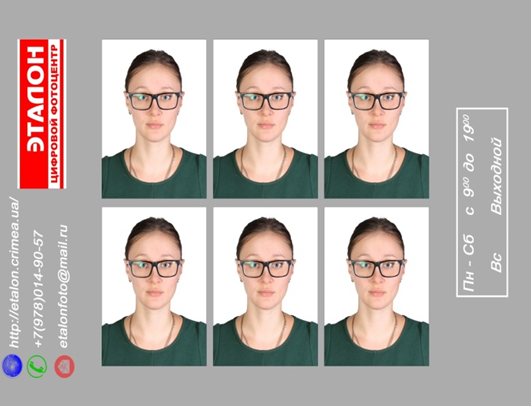 ЭТАЛОН
ЦИФРОВОЙ ФОТОЦЕНТР
http://etalon.crimea.ua/
+7(978)014-90-57
etalonfoto@mail.ru
Пн - Сб с 9⁰⁰ до 19⁰⁰
Вс Выходной